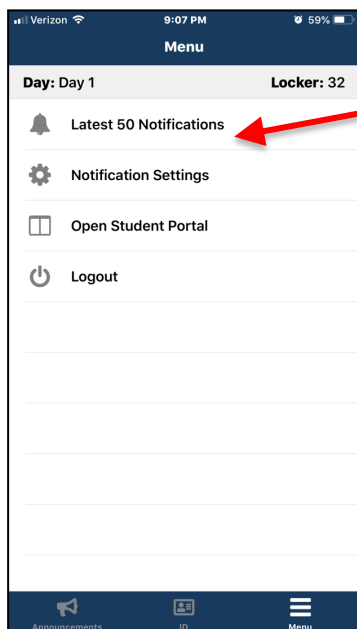 Verizon 9:07 PM 59%
Menu
Day: Day 1 Locker: 32
Latest 50 Notifications
Notification Settings
Open Student Portal
Logout
Announcements ID Menu